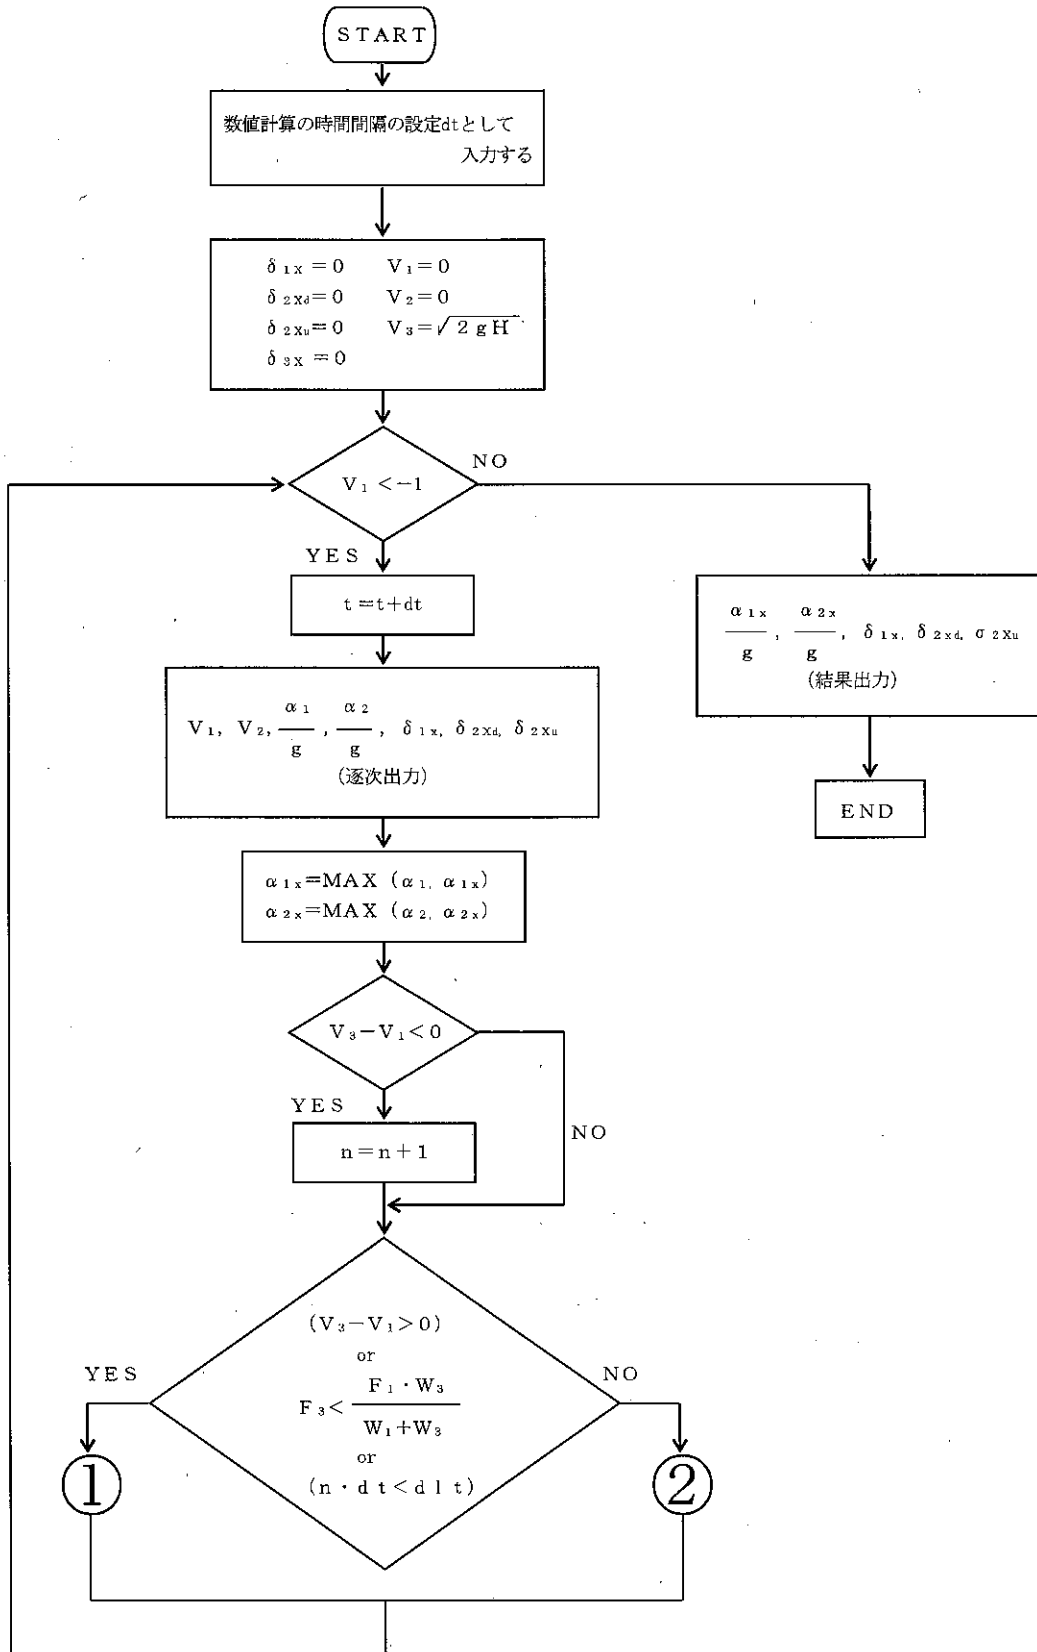 START
数値計算の時間間隔の設定dtとして
入力する
δ₁ₓ=0 V₁=0
δ₂Xd=0 V₂=0
δ₂Xu=0 V₃=√2gH
δ₃X=0
V₁<-1
NO
YES
t=t+dt
α₁ₓ/g, α₂ₓ/g, δ₁ₓ, δ₂xd, σ₂Xu
(結果出力)
V₁, V₂, α₁/g, α₂/g, δ₁ₓ, δ₂Xd, δ₂Xu
(逐次出力)
END
α₁ₓ=MAX (α₁, α₁ₓ)
α₂ₓ=MAX (α₂, α₂ₓ)
V₃-V₁<0
YES
NO
n=n+1
(V₃-V₁>0)
or
YES
NO
F₃< F₁・W₃/W₁+W₃
or
(n・dt<dlt)
①
②